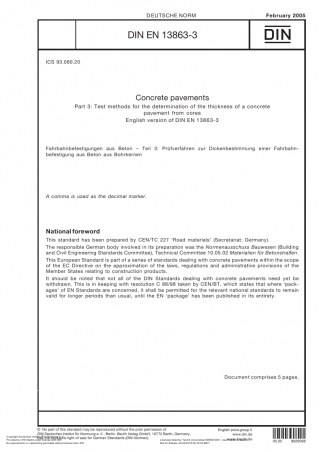 DEUTSCHE NORM
February 2005
DIN EN 13863-3
DIN
ICS 93.080.20
Concrete pavements
Part 3: Test methods for the determination of the thickness of a concrete
pavement from cores
English version of DIN EN 13863-3
Fahrbahnbefestigungen aus Beton – Teil 3: Prüfverfahren zur Dickenbestimmung einer Fahrbahn-
befestigung aus Beton aus Bohrkernen
A comma is used as the decimal marker.
National foreword
This standard has been prepared by CEN/TC 227 'Road materials' (Secretariat: Germany).
The responsible German body involved in its preparation was the Normenausschuss Bauwesen (Building
and Civil Engineering Standards Committee), Technical Committee 10.05.02 Materialien für Betonstraßen.
This European Standard is part of a series of standards dealing with concrete pavements within the scope
of the EC Directive on the approximation of the laws, regulations and administrative provisions of the
Member States relating to construction products.
It should be noted that not all of the DIN Standards dealing with concrete pavements need yet be
withdrawn. This is in keeping with resolution C 88/98 taken by CEN/BT, which states that where 'pack-
ages' of EN Standards are concerned, it shall be permitted for the relevant national standards to remain
valid for longer periods than usual, until the EN 'package' has been published in its entirety.
Document comprises 5 pages.
© No part of this standard may be reproduced without the prior permission of
DIN Deutsches Institut für Normung e. V., Berlin. Beuth Verlag GmbH, 10772 Berlin, Germany,
has the exclusive right of sale for German Standards (DIN-Normen).
English price group 5
www.din.de
www.beuth.de